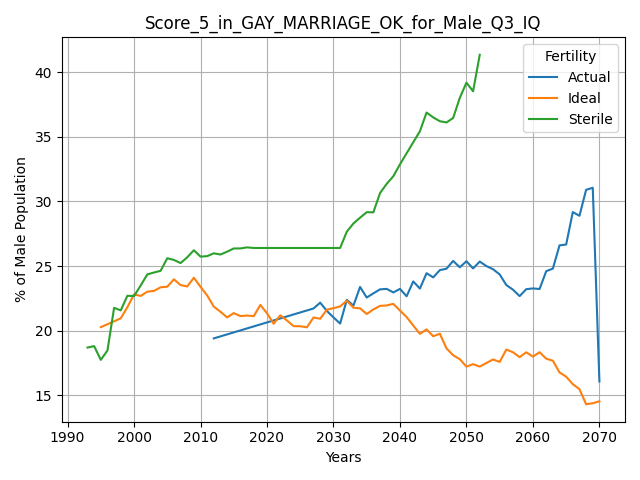 Score_5_in_GAY_MARRIAGE_OK_for_Male_Q3_IQ
Fertility
Actual
Ideal
Sterile
% of Male Population
40
35
30
25
20
15
1990
2000
2010
2020
2030
2040
2050
2060
2070
Years